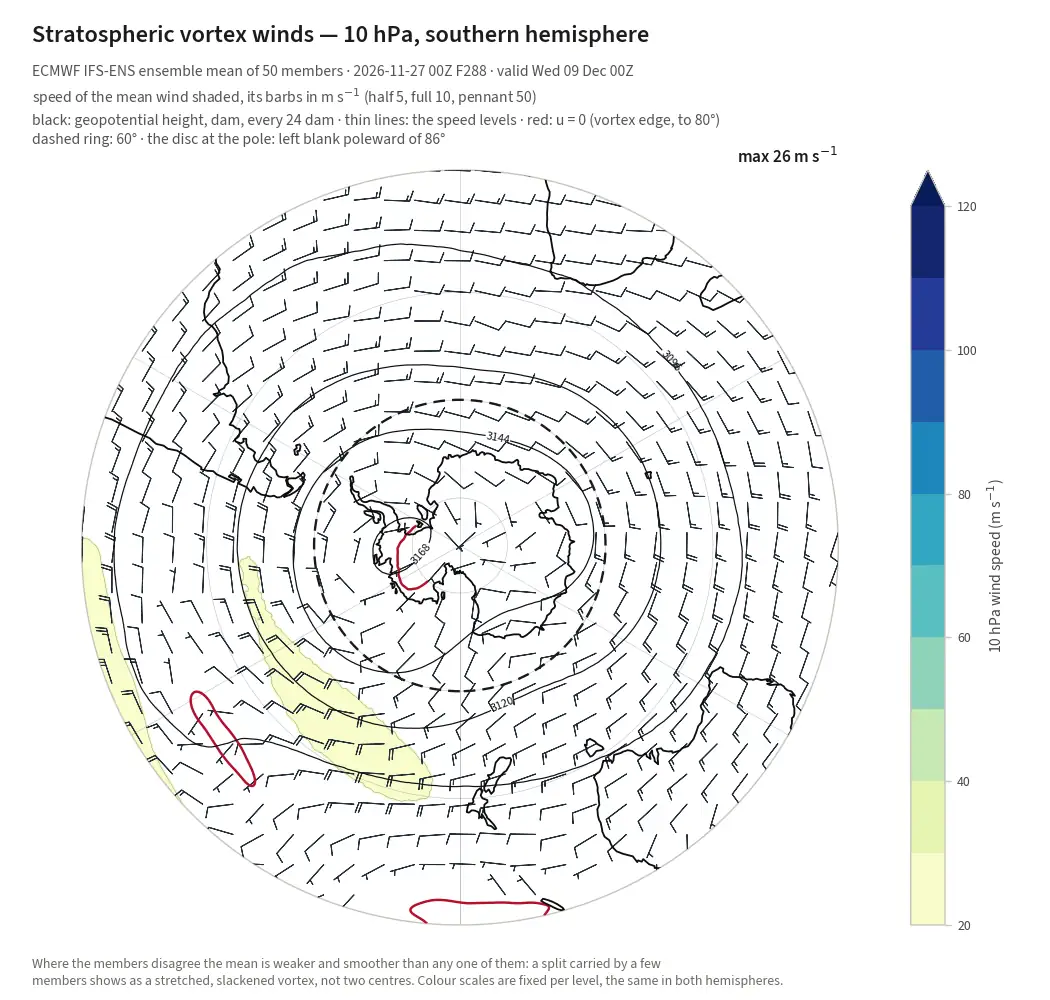 Stratospheric vortex winds — 10 hPa, southern hemisphere
ECMWF IFS-ENS ensemble mean of 50 members · 2026-11-27 00Z F288 · valid Wed 09 Dec 00Z
speed of the mean wind shaded, its barbs in m s⁻¹ (half 5, full 10, pennant 50)
black: geopotential height, dam, every 24 dam · thin lines: the speed levels · red: u = 0 (vortex edge, to 80°)
dashed ring: 60° · the disc at the pole: left blank poleward of 86°
max 26 m s⁻¹
3096
3144
3168
3120
120
100
80
60
40
20
10 hPa wind speed (m s⁻¹)
Where the members disagree the mean is weaker and smoother than any one of them: a split carried by a few
members shows as a stretched, slackened vortex, not two centres. Colour scales are fixed per level, the same in both hemispheres.